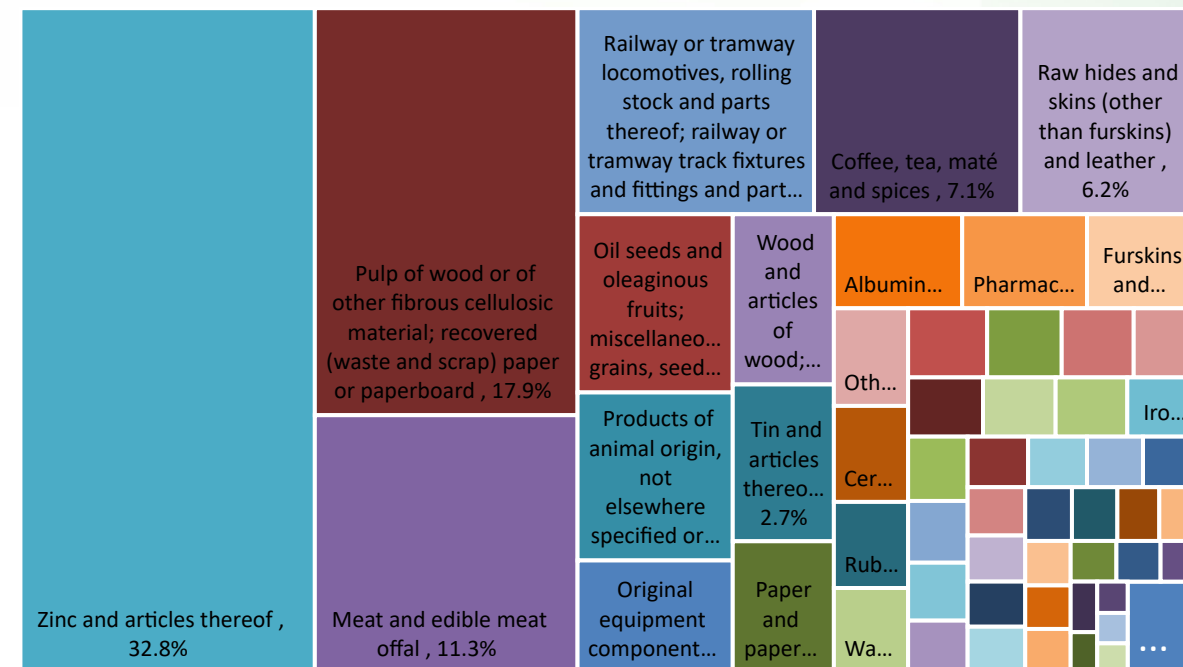 Zinc and articles thereof ,
32.8%
Pulp of wood or of
other fibrous cellulosic
material; recovered
(waste and scrap) paper
or paperboard , 17.9%
Meat and edible meat
offal , 11.3%
Railway or tramway
locomotives, rolling
stock and parts
thereof; railway or
tramway track fixtures
and fittings and part...
Coffee, tea, maté
and spices , 7.1%
Raw hides and
skins (other
than furskins)
and leather ,
6.2%
Oil seeds and
oleaginous
fruits;
miscellaneo...
grains, seed...
Products of
animal origin,
not
elsewhere
specified or...
Original
equipment
component...
Wood
and
articles
of
wood;...
Tin and
articles
thereo...
2.7%
Paper
and
paper...
Albumin...
Pharmac...
Furskins
and...
Oth...
Cer...
Rub...
Wa...
Iro...
...